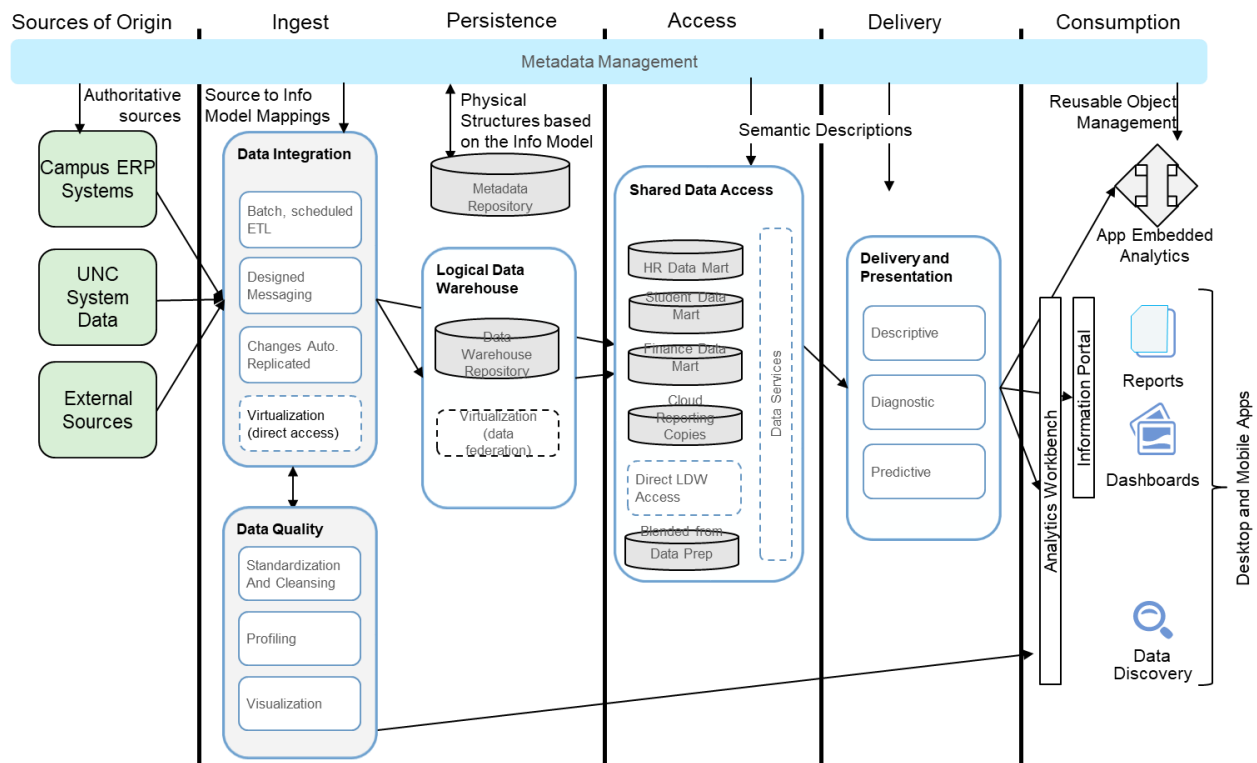 Sources of Origin
Ingest
Persistence
Access
Delivery
Consumption
Metadata Management
Authoritative
sources
Source to Info
Model Mappings
Physical
Structures based
on the Info Model
Semantic Descriptions
Reusable Object
Management
Campus ERP
Systems
UNC
System
Data
External
Sources
Data Integration
Batch, scheduled
ETL
Designed
Messaging
Changes Auto.
Replicated
Virtualization
(direct access)
Data Quality
Standardization
And Cleansing
Profiling
Visualization
Metadata
Repository
Logical Data
Warehouse
Data
Warehouse
Repository
Virtualization
(data
federation)
Shared Data Access
HR Data Mart
Student Data
Mart
Finance Data
Mart
Cloud
Reporting
Copies
Direct LDW
Access
Blended from
Data Prep
Data Services
Delivery and
Presentation
Descriptive
Diagnostic
Predictive
App Embedded
Analytics
Analytics Workbench
Information Portal
Reports
Dashboards
Data
Discovery
Desktop and Mobile Apps